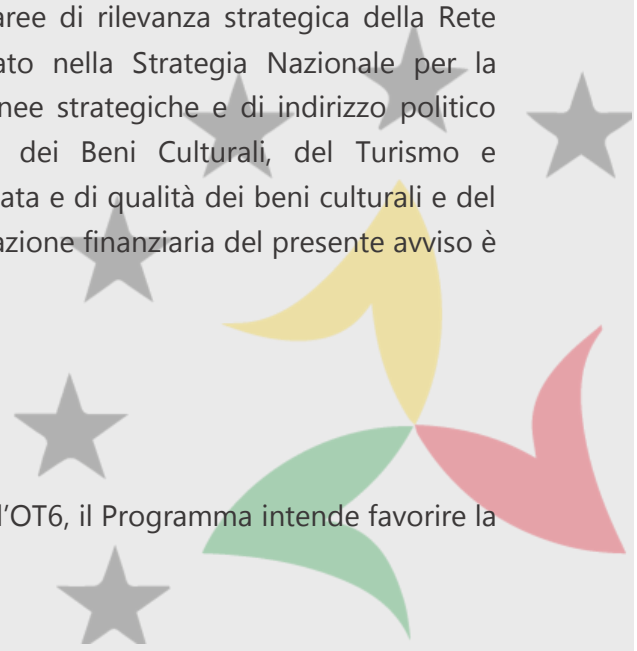 aree di rilevanza strategica della Rete
ato nella Strategia Nazionale per la
nee strategiche e di indirizzo politico
dei Beni Culturali, del Turismo e
ata e di qualità dei beni culturali e del
azione finanziaria del presente avviso è
l'OT6, il Programma intende favorire la